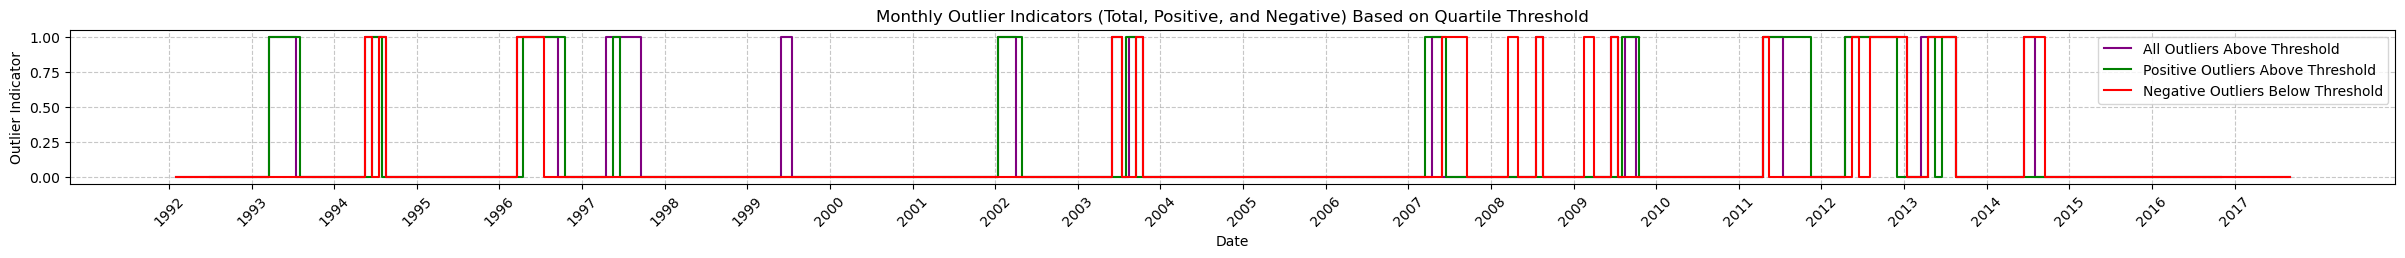 Monthly Outlier Indicators (Total, Positive, and Negative) Based on Quartile Threshold
Outlier Indicator
1.00
0.75
0.50
0.25
0.00
All Outliers Above Threshold
Positive Outliers Above Threshold
Negative Outliers Below Threshold
1992 1993 1994 1995 1996 1997 1998 1999 2000 2001 2002 2003 2004 2005 2006 2007 2008 2009 2010 2011 2012 2013 2014 2015 2016 2017
Date